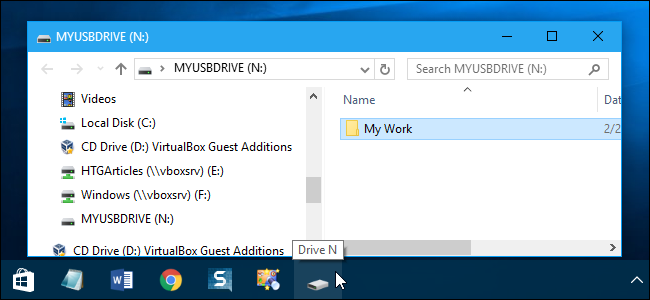 MYUSBDRIVE (N:)
MYUSBDRIVE (N:)
Search MYUSBDRIVE (N:)
Videos
Local Disk (C:)
CD Drive (D:) VirtualBox Guest Additions
HTGArticles (\\vboxsrv) (E:)
Windows (\\vboxsrv) (F:)
MYUSBDRIVE (N:)
CD Drive (D:) VirtualBox Guest Additions
Name
Dat
My Work
2/2
Drive N
W
S